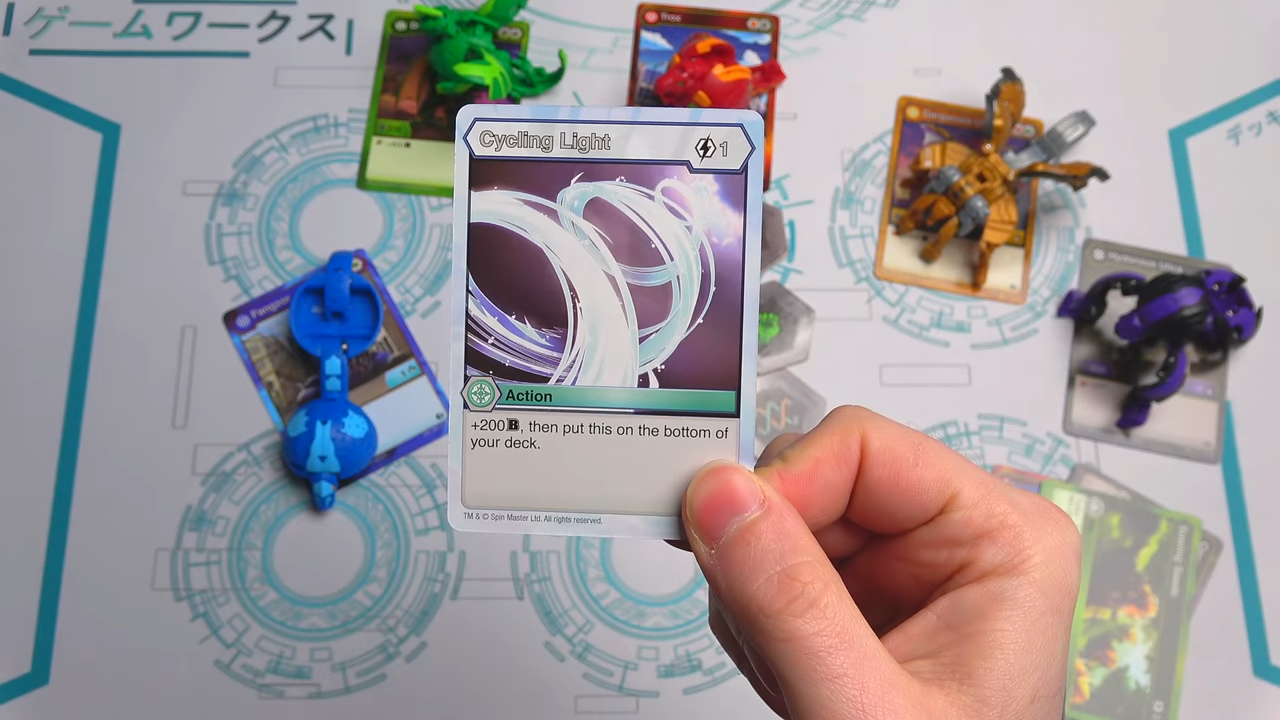 ゲームワークス
Trox
Cycling Light
1
Action
+200B, then put this on the bottom of
your deck.
TM & © Spin Master Ltd. All rights reserved.
デッキ